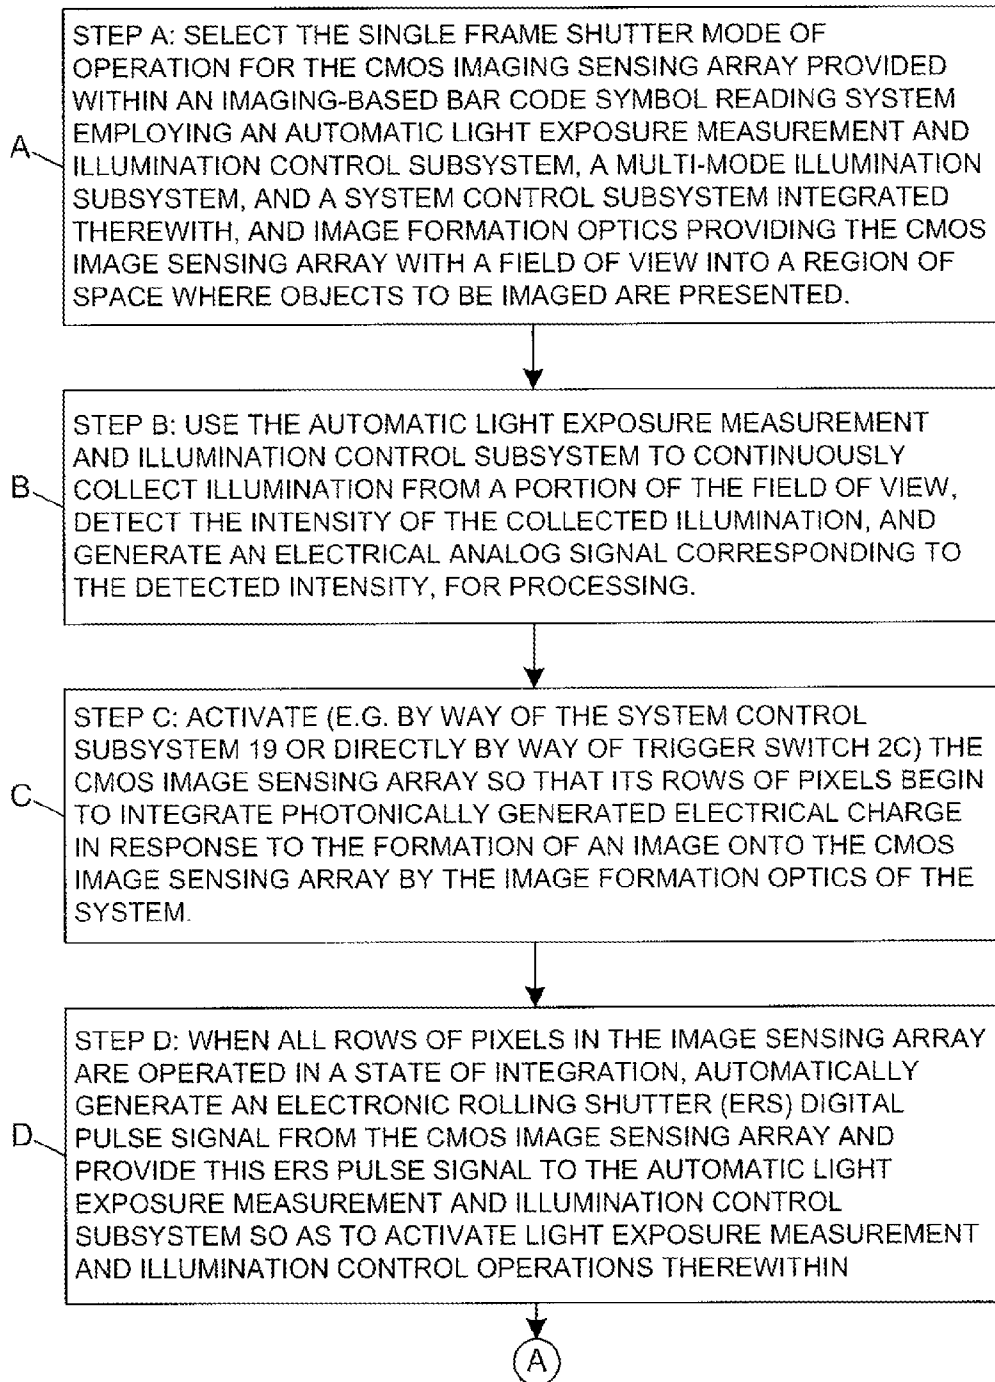 STEP A: SELECT THE SINGLE FRAME SHUTTER MODE OF
OPERATION FOR THE CMOS IMAGING SENSING ARRAY PROVIDED
WITHIN AN IMAGING-BASED BAR CODE SYMBOL READING SYSTEM
EMPLOYING AN AUTOMATIC LIGHT EXPOSURE MEASUREMENT AND
A
ILLUMINATION CONTROL SUBSYSTEM, A MULTI-MODE ILLUMINATION
SUBSYSTEM, AND A SYSTEM CONTROL SUBSYSTEM INTEGRATED
THEREWITH, AND IMAGE FORMATION OPTICS PROVIDING THE CMOS
IMAGE SENSING ARRAY WITH A FIELD OF VIEW INTO A REGION OF
SPACE WHERE OBJECTS TO BE IMAGED ARE PRESENTED.
STEP B: USE THE AUTOMATIC LIGHT EXPOSURE MEASUREMENT
AND ILLUMINATION CONTROL SUBSYSTEM TO CONTINUOUSLY
B
COLLECT ILLUMINATION FROM A PORTION OF THE FIELD OF VIEW,
DETECT THE INTENSITY OF THE COLLECTED ILLUMINATION, AND
GENERATE AN ELECTRICAL ANALOG SIGNAL CORRESPONDING TO
THE DETECTED INTENSITY, FOR PROCESSING.
STEP C: ACTIVATE (E.G. BY WAY OF THE SYSTEM CONTROL
SUBSYSTEM 19 OR DIRECTLY BY WAY OF TRIGGER SWITCH 2C) THE
CMOS IMAGE SENSING ARRAY SO THAT ITS ROWS OF PIXELS BEGIN
C
TO INTEGRATE PHOTONICALLY GENERATED ELECTRICAL CHARGE
IN RESPONSE TO THE FORMATION OF AN IMAGE ONTO THE CMOS
IMAGE SENSING ARRAY BY THE IMAGE FORMATION OPTICS OF THE
SYSTEM.
STEP D: WHEN ALL ROWS OF PIXELS IN THE IMAGE SENSING ARRAY
ARE OPERATED IN A STATE OF INTEGRATION, AUTOMATICALLY
GENERATE AN ELECTRONIC ROLLING SHUTTER (ERS) DIGITAL
D
PULSE SIGNAL FROM THE CMOS IMAGE SENSING ARRAY AND
PROVIDE THIS ERS PULSE SIGNAL TO THE AUTOMATIC LIGHT
EXPOSURE MEASUREMENT AND ILLUMINATION CONTROL
SUBSYSTEM SO AS TO ACTIVATE LIGHT EXPOSURE MEASUREMENT
AND ILLUMINATION CONTROL OPERATIONS THEREWITHIN
A